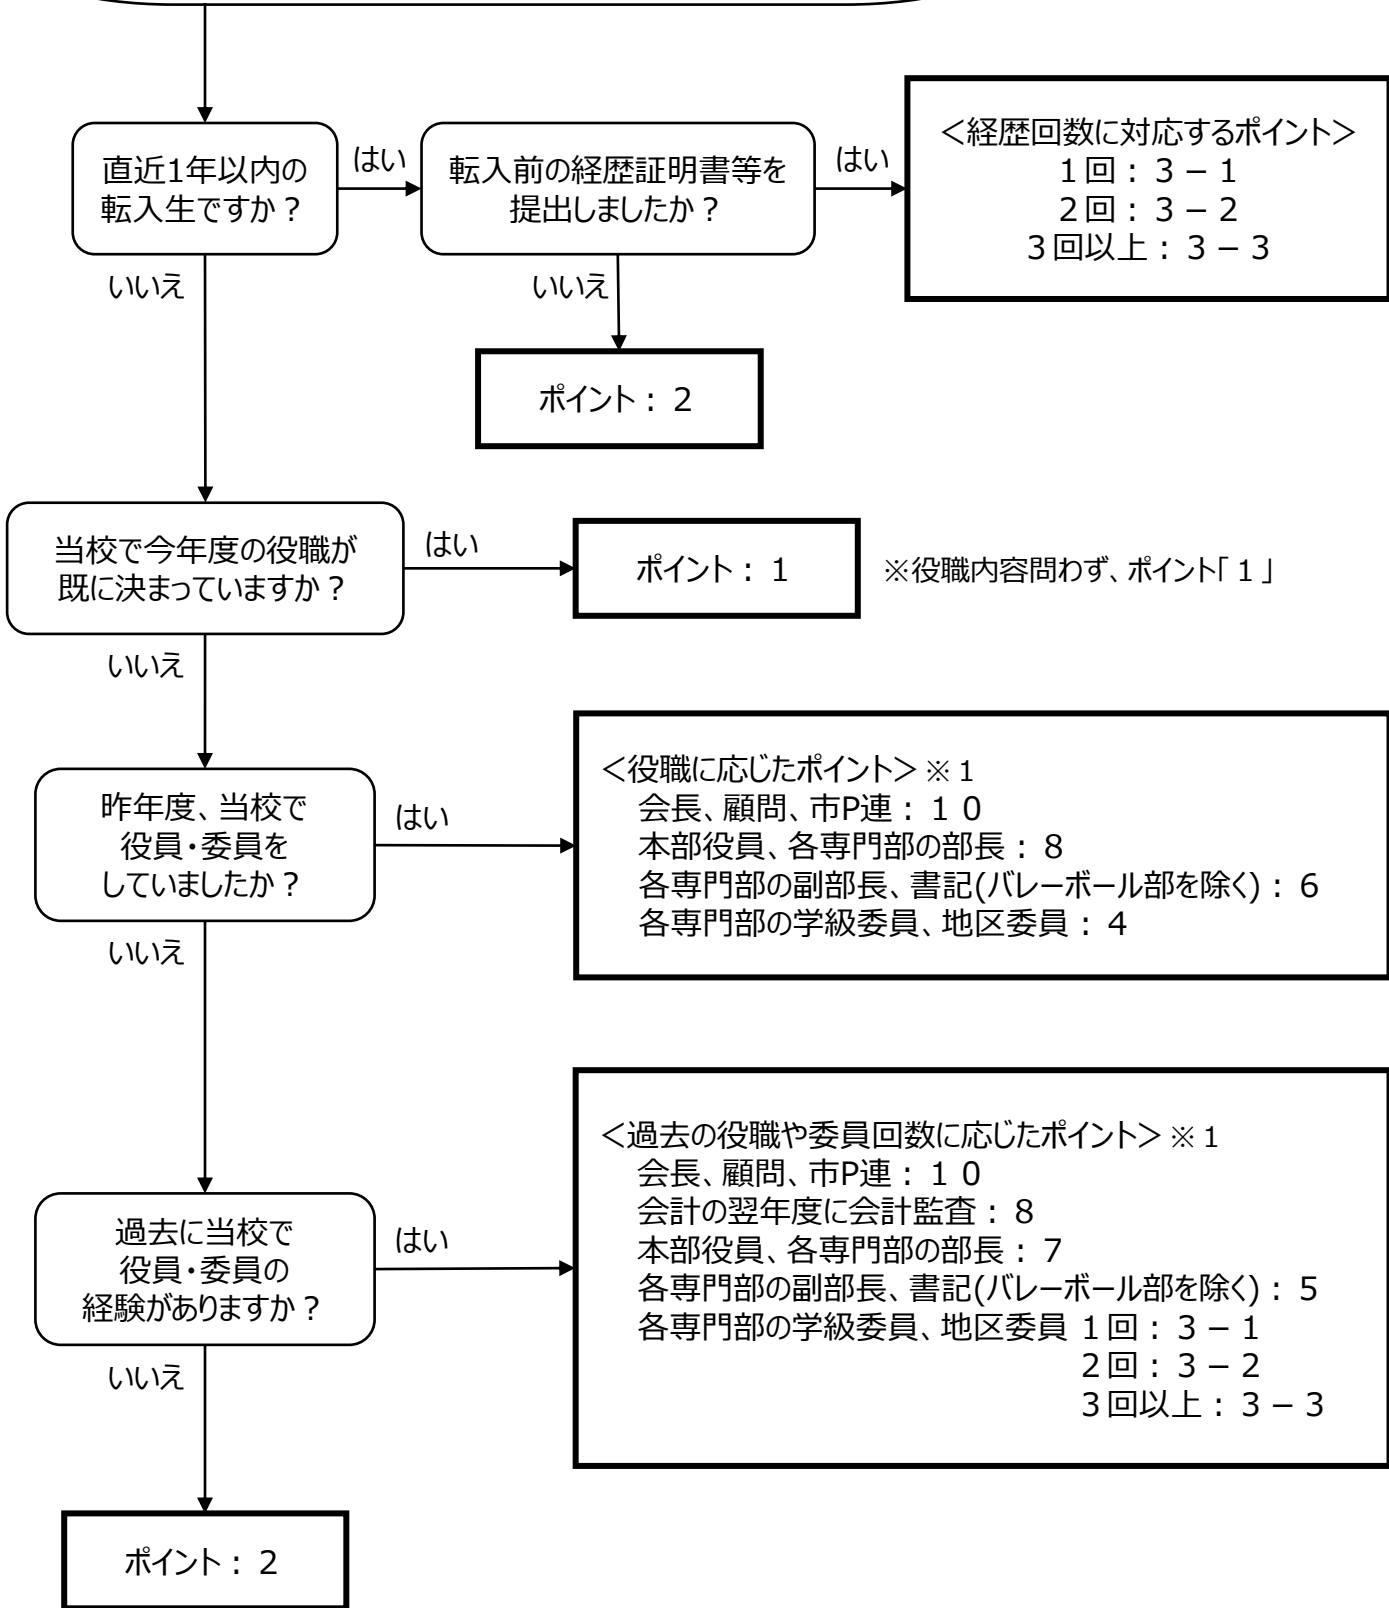 直近1年以内の
転入生ですか？
はい
転入前の経歴証明書等を
提出しましたか？
はい
＜経歴回数に対応するポイント＞
１回：３－１
２回：３－２
３回以上：３－３
いいえ
いいえ
ポイント：２
当校で今年度の役職が
既に決まっていますか？
はい
ポイント：１
※役職内容問わず、ポイント「１」
いいえ
昨年度、当校で
役員・委員を
していましたか？
はい
＜役職に応じたポイント＞※１
会長、顧問、市P連：１０
本部役員、各専門部の部長：８
各専門部の副部長、書記(バレーボール部を除く)：６
各専門部の学級委員、地区委員：４
いいえ
過去に当校で
役員・委員の
経験がありますか？
はい
＜過去の役職や委員回数に応じたポイント＞※１
会長、顧問、市P連：１０
会計の翌年度に会計監査：８
本部役員、各専門部の部長：７
各専門部の副部長、書記(バレーボール部を除く)：５
各専門部の学級委員、地区委員 １回：３－１
２回：３－２
３回以上：３－３
いいえ
ポイント：２